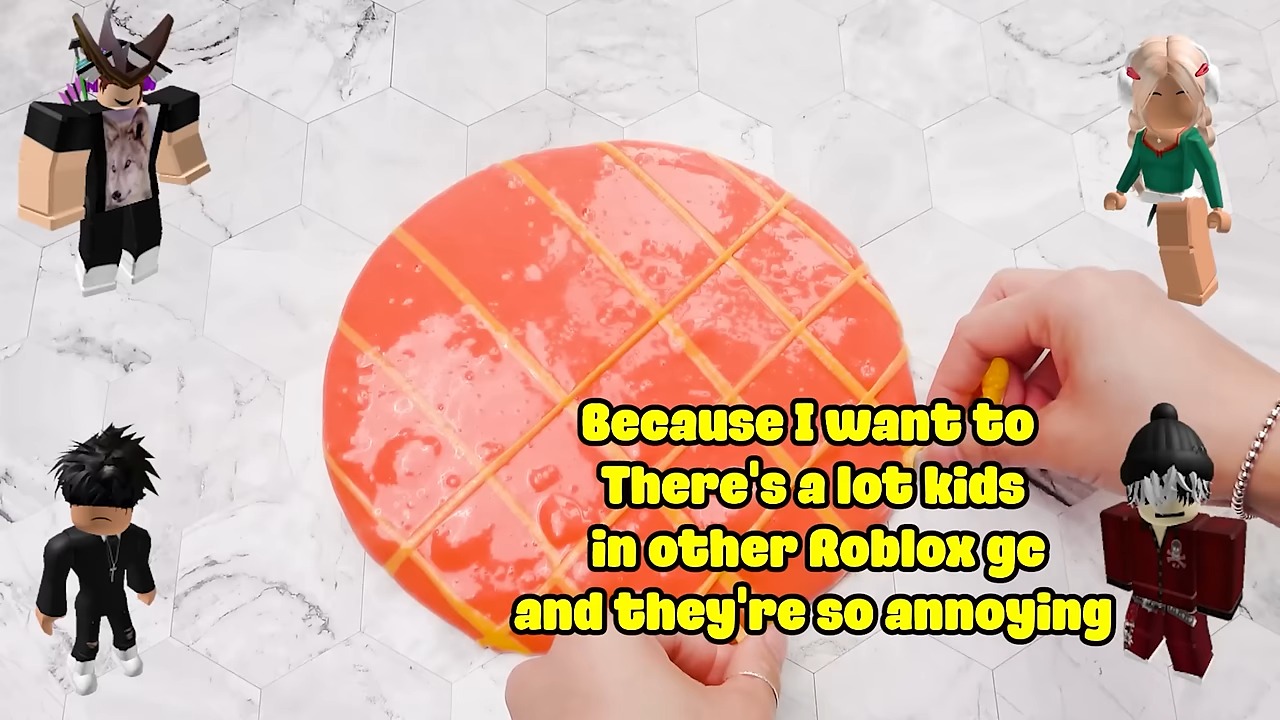 Because I want to
There's a lot kids
in other Roblox gc
and they're so annoying